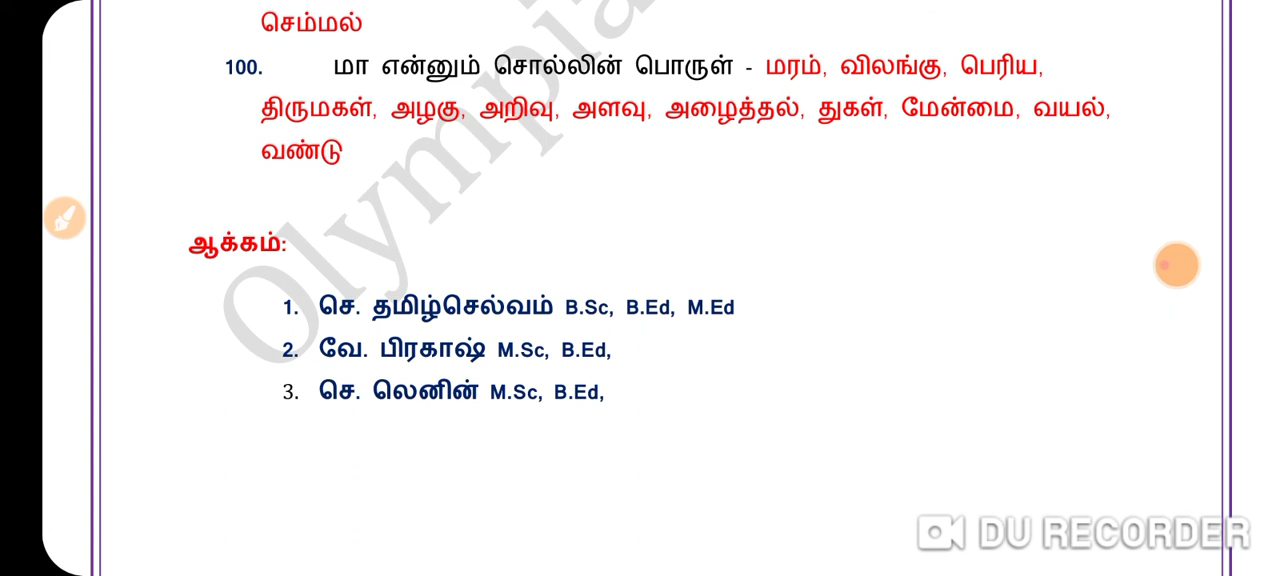 செம்மல்
100. மா என்னும் சொல்லின் பொருள் - மரம், விலங்கு, பெரிய,
திருமகள், அழகு, அறிவு, அளவு, அழைத்தல், துகள், மேன்மை, வயல்,
வண்டு
ஆக்கம்:
1. செ. தமிழ்செல்வம் B.Sc, B.Ed, M.Ed
2. வே. பிரகாஷ் M.Sc, B.Ed,
3. செ. லெனின் M.Sc, B.Ed,
Olympia
DU RECORDER